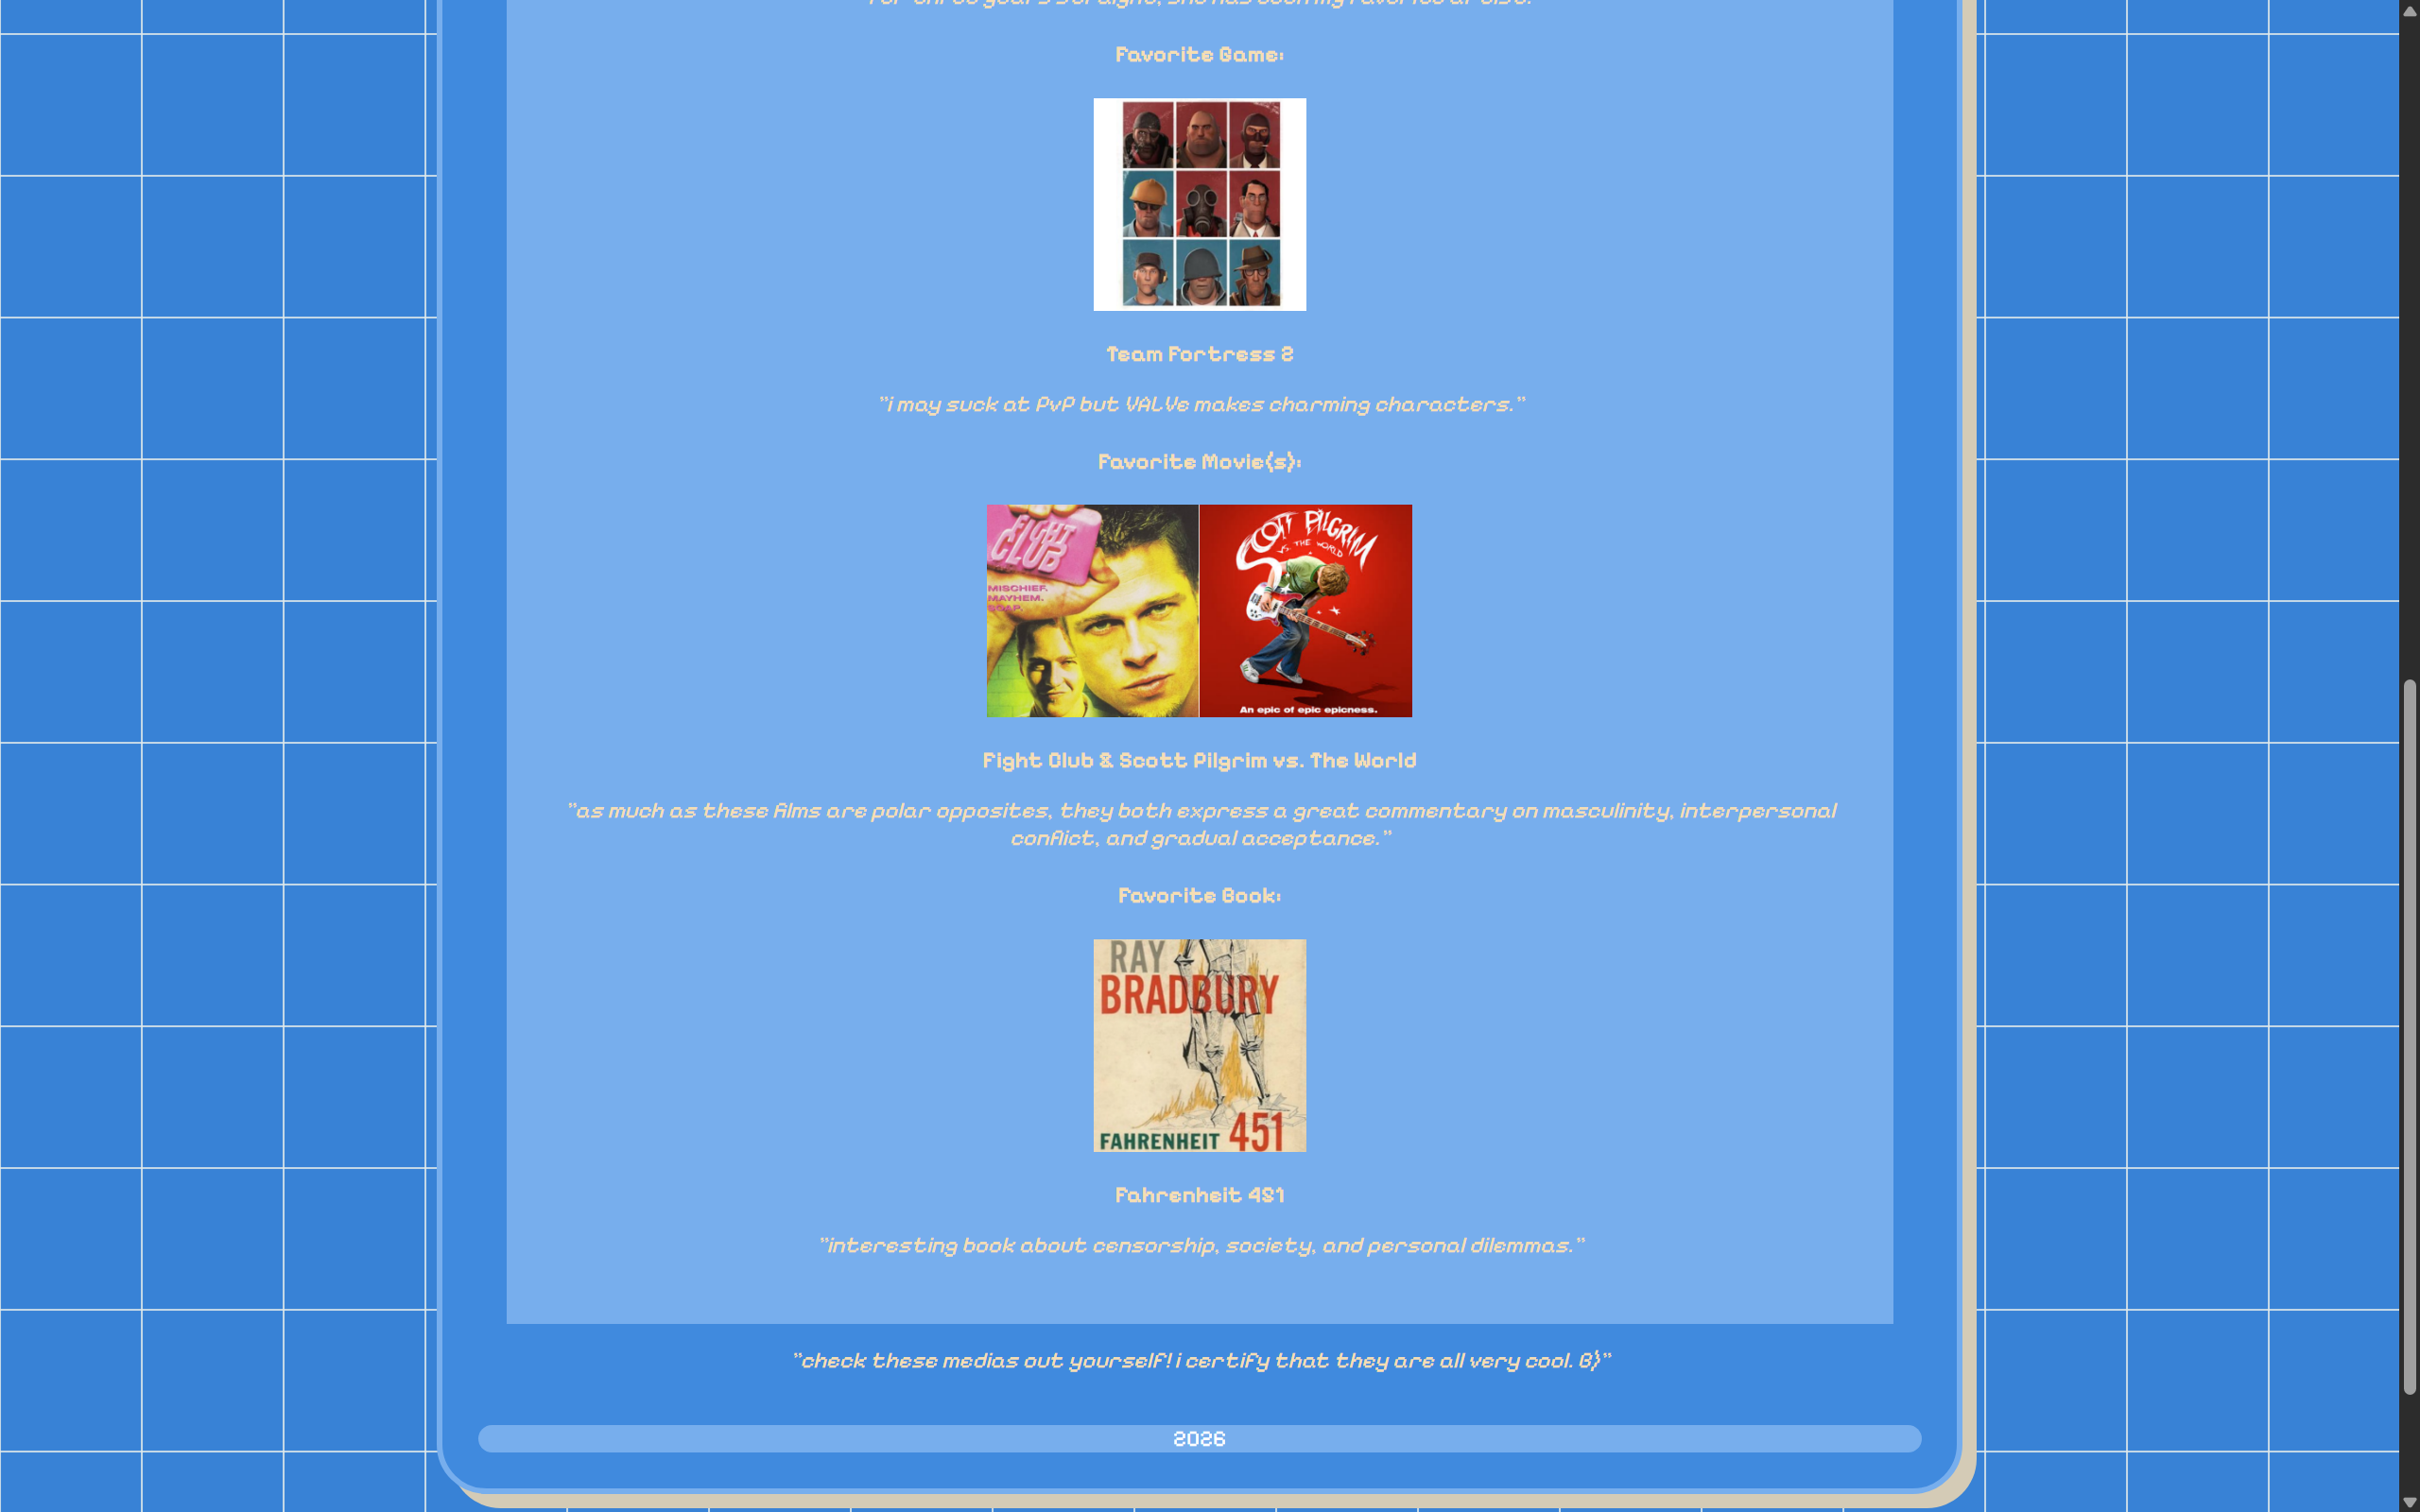 Favorite Game:
Team Fortress 2
"i may suck at PvP but VALVe makes charming characters."
Favorite Movie(s):
FIGHT
CLUB
MISCHIEF.
MAYHEM.
SOAP.
SCOTT PILGRIM
VS. THE WORLD
An epic of epic epicness.
Fight Club & Scott Pilgrim vs. The World
"as much as these films are polar opposites, they both express a great commentary on masculinity, interpersonal
conflict, and gradual acceptance."
Favorite Book:
RAY
BRADBURY
FAHRENHEIT 451
Fahrenheit 451
"interesting book about censorship, society, and personal dilemmas."
"check these medias out yourself! i certify that they are all very cool. B)"
2026